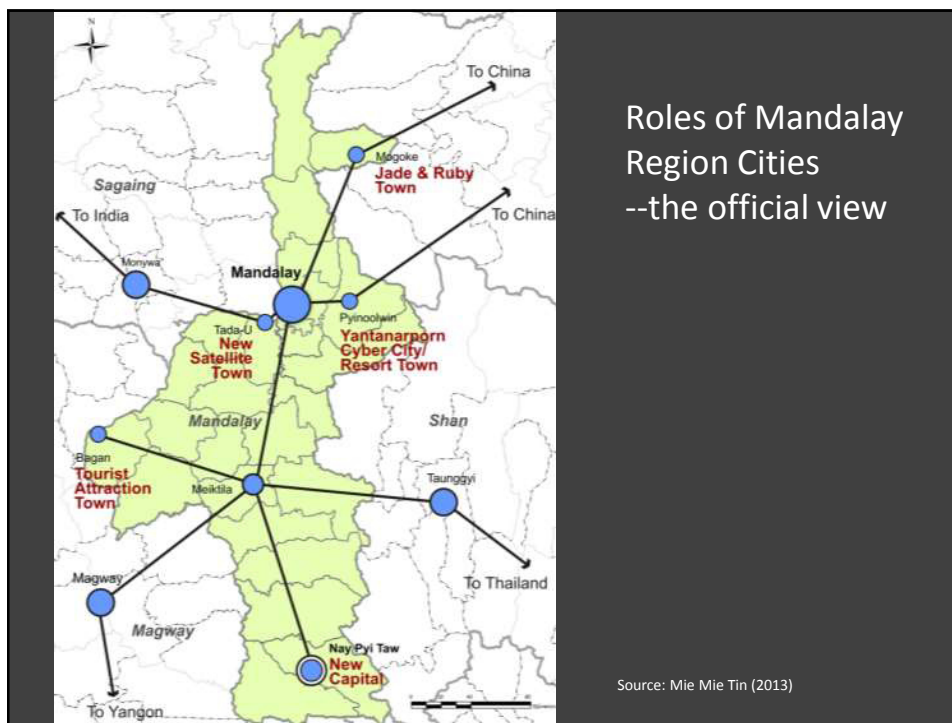 Roles of Mandalay
Region Cities
--the official view
N
To China
Mogoke
Jade & Ruby
Town
Sagaing
To India
To China
Monywa
Mandalay
Pyinoolwin
Yantanarporn
Cyber City/
Resort Town
Tada-U
New
Satellite
Town
Shan
Mandalay
Bagan
Tourist
Attraction
Town
Meiktila
Taunggyi
To Thailand
Magway
Magway
Nay Pyi Taw
New
Capital
To Yangon
Source: Mie Mie Tin (2013)